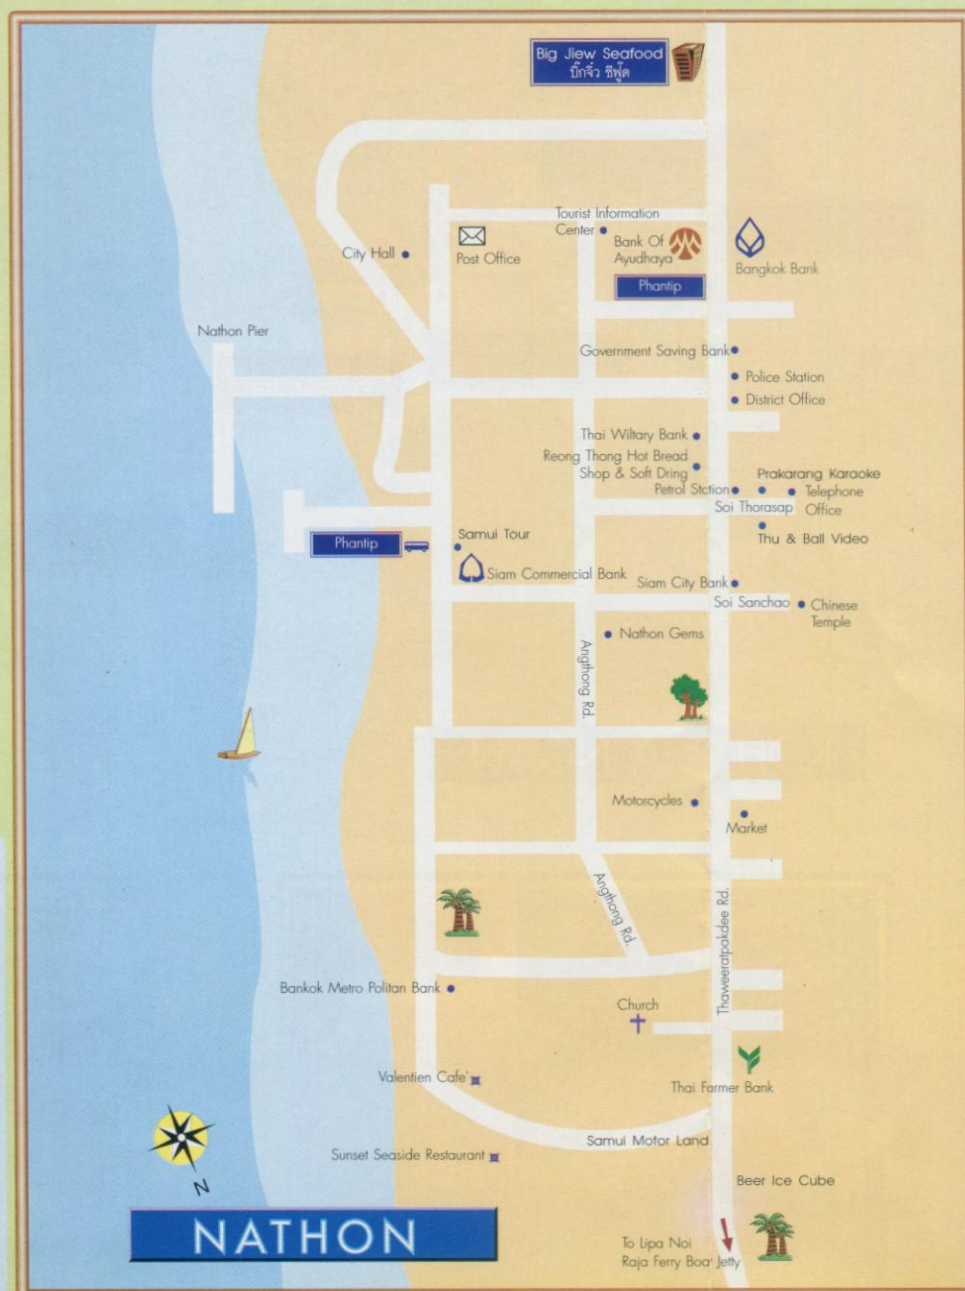 Big Jiew Seafood
บิ๊กจิ๋ว ซีฟู๊ด
Tourist Information
Center
City Hall
Post Office
Bank Of
Ayudhaya
Bangkok Bank
Phantip
Nathon Pier
Government Saving Bank
Police Station
District Office
Thai Wiltary Bank
Reong Thong Hot Bread
Shop & Soft Dring
Prakarang Karaoke
Petrol Stction
Telephone
Office
Soi Thorasap
Samui Tour
Phantip
Thu & Ball Video
Siam Commercial Bank
Siam City Bank
Soi Sanchao
Chinese
Temple
Nathon Gems
Angthong Rd.
Motorcycles
Market
Angthong Rd.
Thaweeratpakdee Rd.
Bankok Metro Politan Bank
Church
Valentien Cafe'
Thai Farmer Bank
Samui Motor Land
Sunset Seaside Restaurant
Beer Ice Cube
N
NATHON
To Lipa Noi
Raja Ferry Boa' Jetty